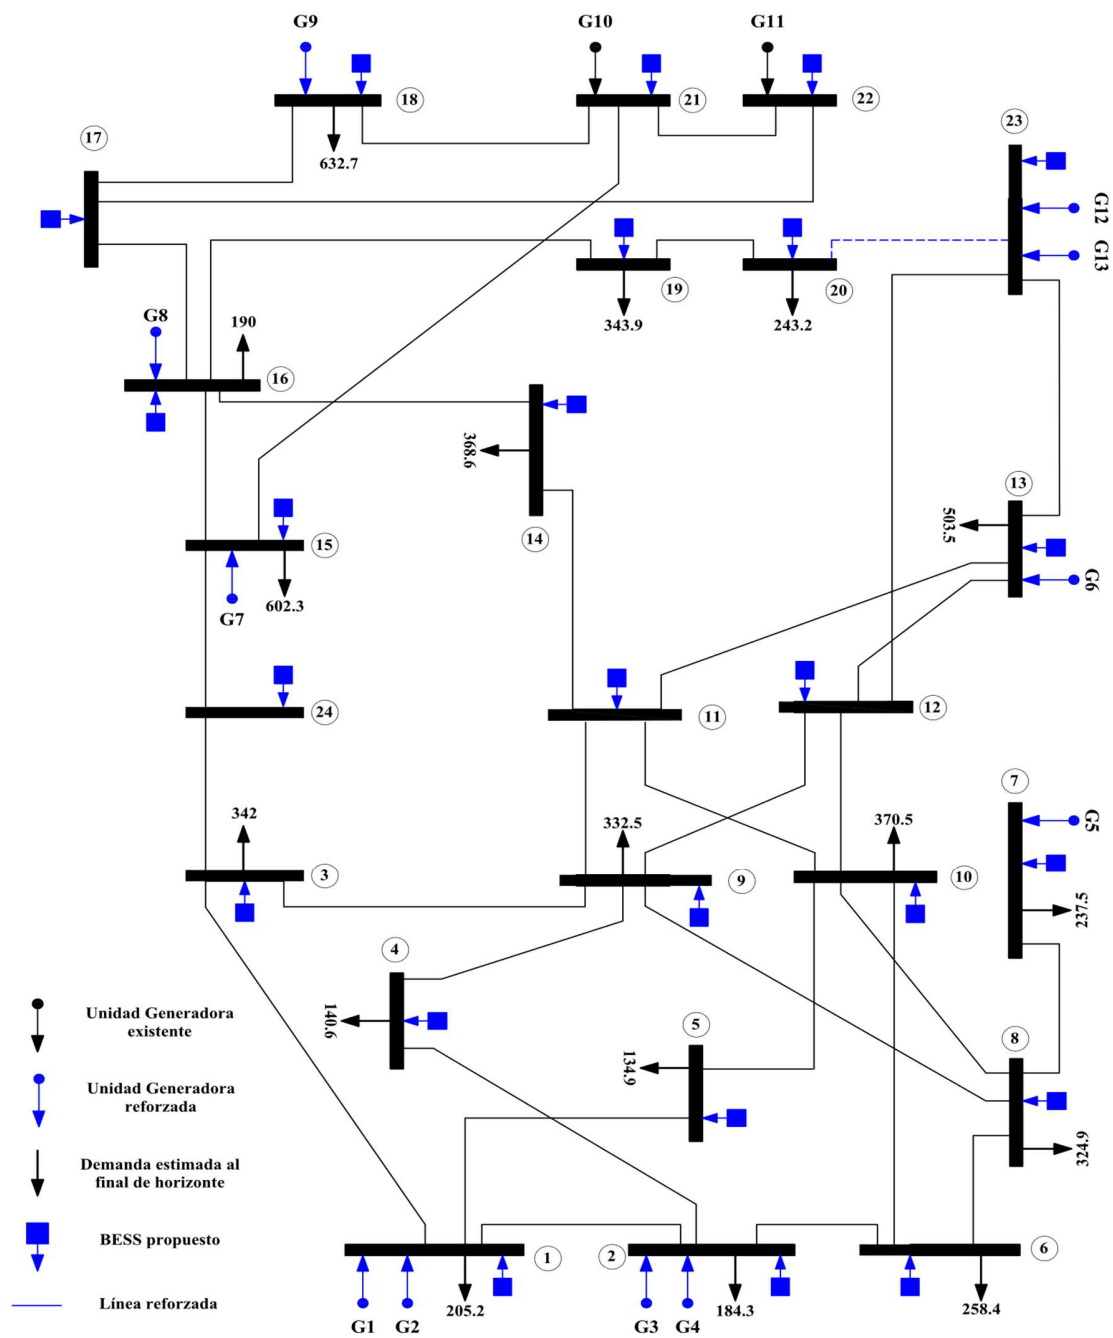 G9
G10
G11
18
21
22
23
17
632.7
G12
G13
19
20
343.9
243.2
G8
190
16
368.6
14
13
503.5
G6
15
602.3
G7
24
11
12
7
342
332.5
370.5
G5
3
9
10
237.5
4
140.6
5
134.9
8
324.9
Unidad Generadora
existente
Unidad Generadora
reforzada
Demanda estimada al
final de horizonte
BESS propuesto
Línea reforzada
1
2
6
205.2
184.3
258.4
G1
G2
G3
G4